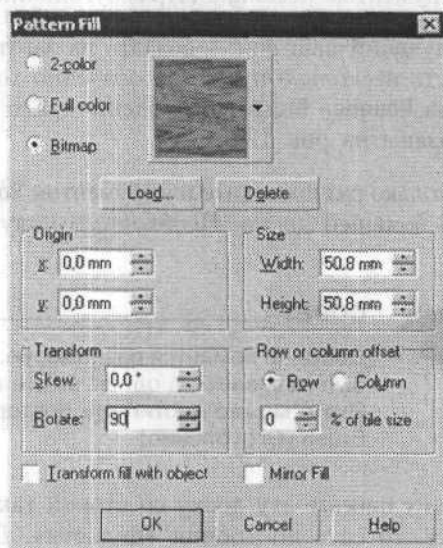 Pattern Fill
2-color
Full color
Bitmap
Load... Delete
Origin
x: 0,0 mm
y: 0,0 mm
Size
Width: 50,8 mm
Height: 50,8 mm
Transform
Skew: 0,0 °
Rotate: 90
Row or column offset
Row Column
0 % of tile size
Transform fill with object Mirror Fill
OK Cancel Help